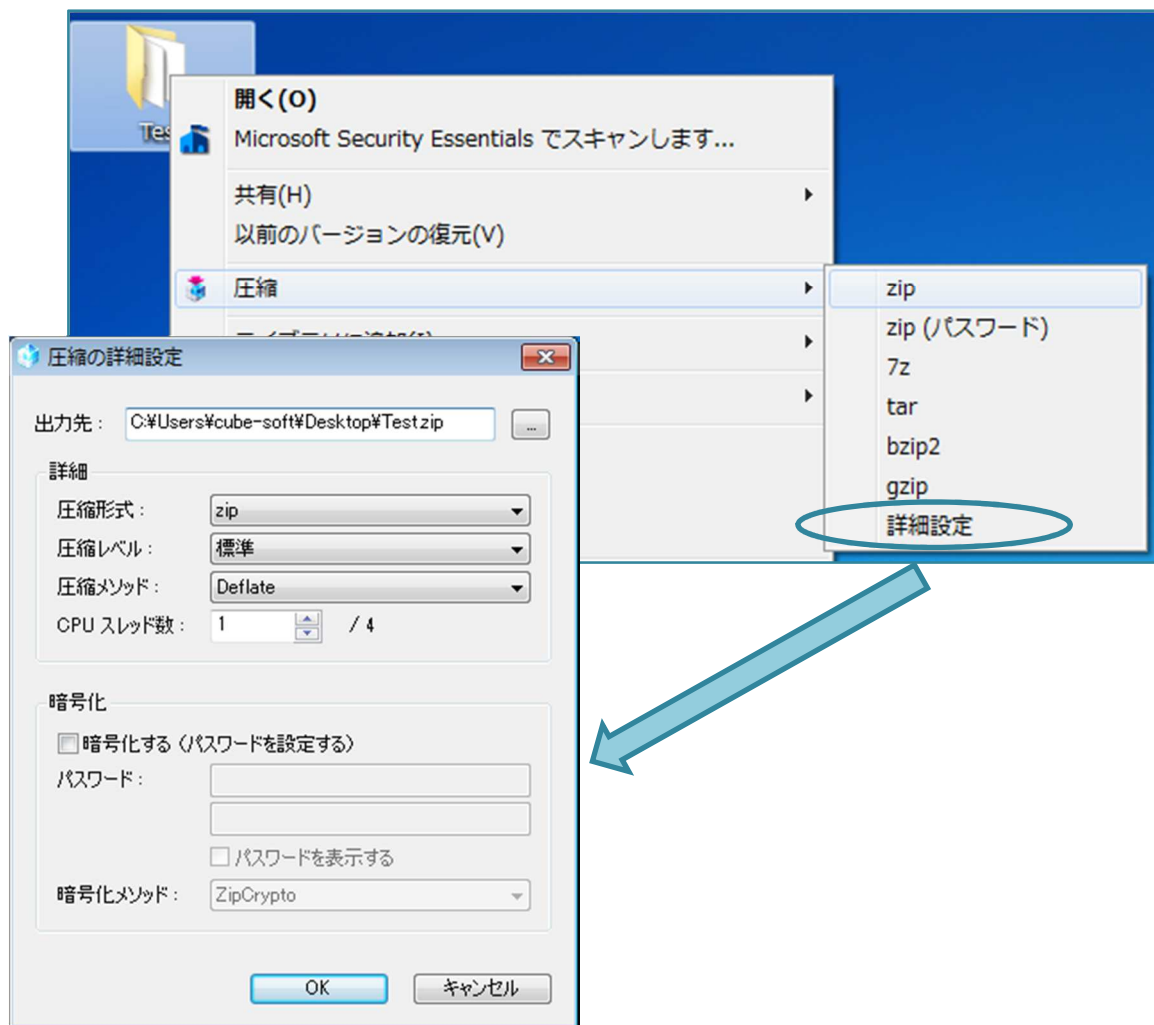 開く(O)
Tes
Microsoft Security Essentials でスキャンします...
共有(H)
以前のバージョンの復元(V)
圧縮
zip
zip (パスワード)
7z
tar
bzip2
gzip
詳細設定
圧縮の詳細設定
出力先:
C:¥Users¥cube-soft¥Desktop¥Test.zip
...
詳細
圧縮形式:
zip
圧縮レベル:
標準
圧縮メソッド:
Deflate
CPU スレッド数:
1
/ 4
暗号化
暗号化する (パスワードを設定する)
パスワード:
パスワードを表示する
暗号化メソッド:
ZipCrypto
OK
キャンセル